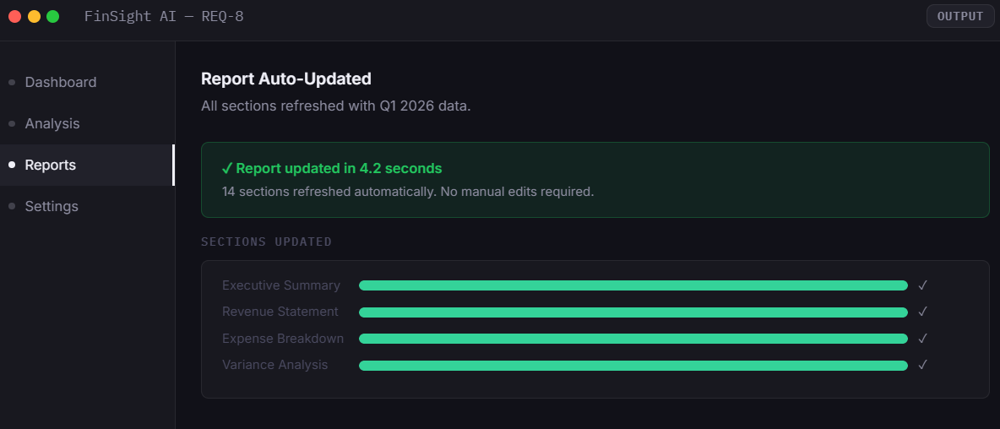 FinSight AI — REQ-8
OUTPUT
Dashboard
Analysis
Reports
Settings
Report Auto-Updated
All sections refreshed with Q1 2026 data.
✓ Report updated in 4.2 seconds
14 sections refreshed automatically. No manual edits required.
SECTIONS UPDATED
Executive Summary ✓
Revenue Statement ✓
Expense Breakdown ✓
Variance Analysis ✓